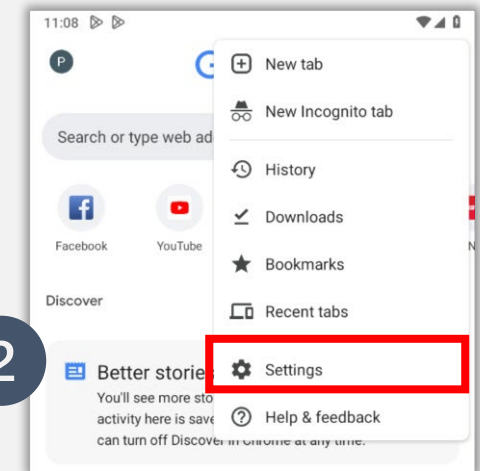 11:08
P
G
New tab
New Incognito tab
Search or type web ad
History
Downloads
Facebook
YouTube
N
Bookmarks
Discover
Recent tabs
2
Better storie
Settings
You'll see more sto
activity here is save
Help & feedback
can turn off Discover in Chrome at any time.